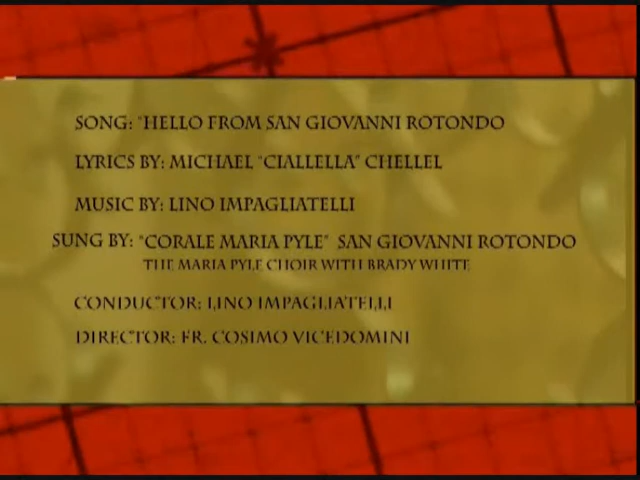 SONG: "HELLO FROM SAN GIOVANNI ROTONDO
LYRICS BY: MICHAEL "CIALLELLA" CHELLEL
MUSIC BY: LINO IMPAGLIATELLI
SUNG BY: "CORALE MARIA PYLE" SAN GIOVANNI ROTONDO
THE MARIA PYLE CHOIR WITH BRADY WHITE
CONDUCTOR: LINO IMPAGLIATELLI
DIRECTOR: FR. COSIMO VICEDOMINI